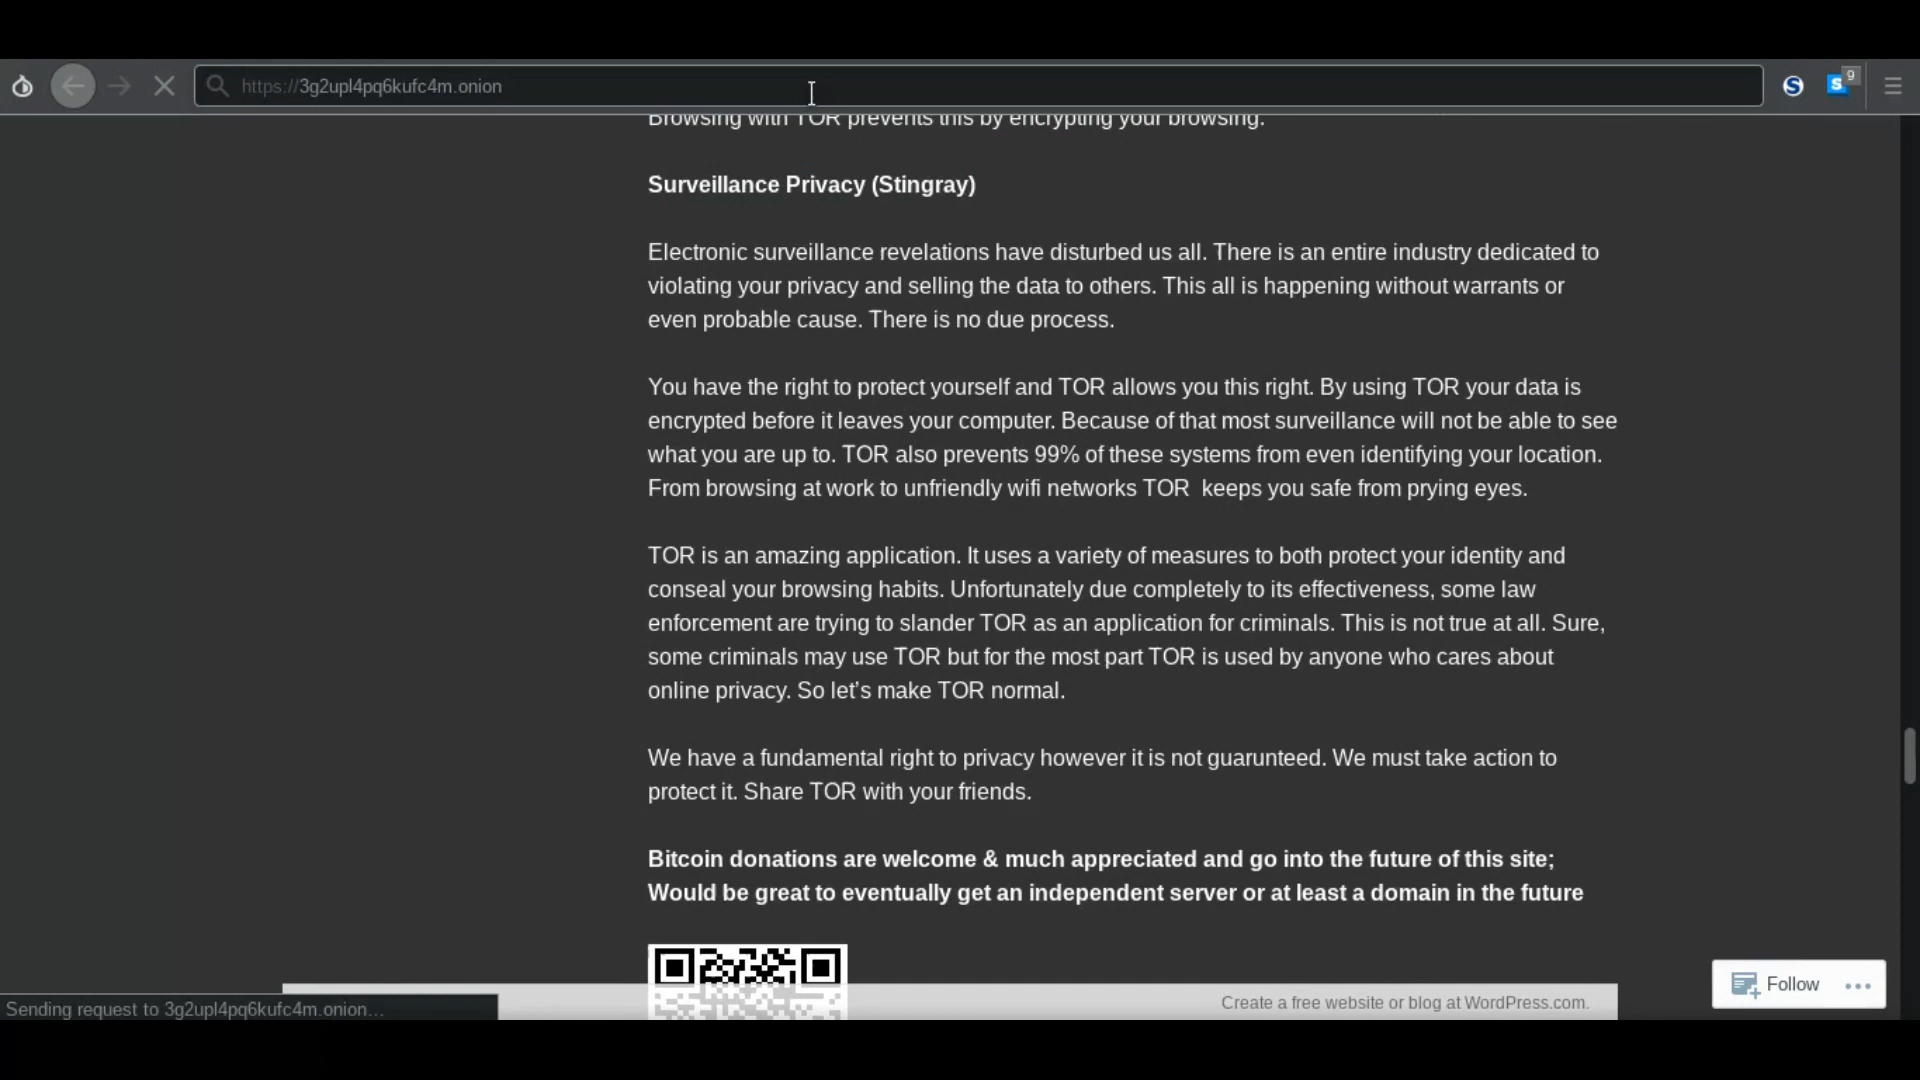 https://3g2upl4pq6kufc4m.onion
9
Browsing with TOR prevents this by encrypting your browsing.
Surveillance Privacy (Stingray)
Electronic surveillance revelations have disturbed us all. There is an entire industry dedicated to
violating your privacy and selling the data to others. This all is happening without warrants or
even probable cause. There is no due process.
You have the right to protect yourself and TOR allows you this right. By using TOR your data is
encrypted before it leaves your computer. Because of that most surveillance will not be able to see
what you are up to. TOR also prevents 99% of these systems from even identifying your location.
From browsing at work to unfriendly wifi networks TOR  keeps you safe from prying eyes.
TOR is an amazing application. It uses a variety of measures to both protect your identity and
conseal your browsing habits. Unfortunately due completely to its effectiveness, some law
enforcement are trying to slander TOR as an application for criminals. This is not true at all. Sure,
some criminals may use TOR but for the most part TOR is used by anyone who cares about
online privacy. So let’s make TOR normal.
We have a fundamental right to privacy however it is not guarunteed. We must take action to
protect it. Share TOR with your friends.
Bitcoin donations are welcome & much appreciated and go into the future of this site;
Would be great to eventually get an independent server or at least a domain in the future
Follow
Create a free website or blog at WordPress.com.
Sending request to 3g2upl4pq6kufc4m.onion…